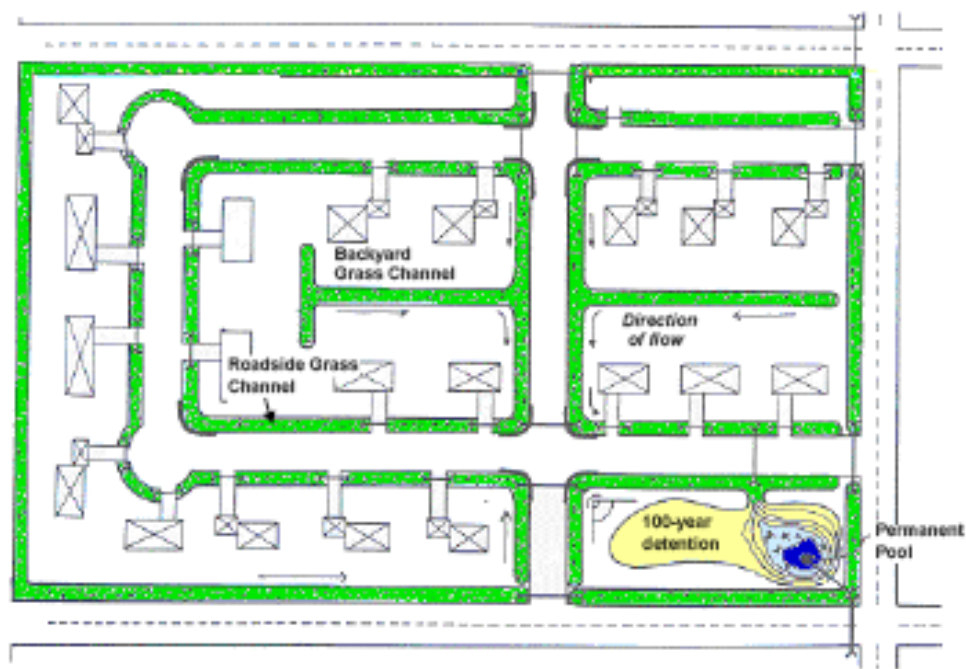 Backyard
Grass Channel
Direction
of flow
Roadside Grass
Channel
100-year
detention
Permanent
Pool